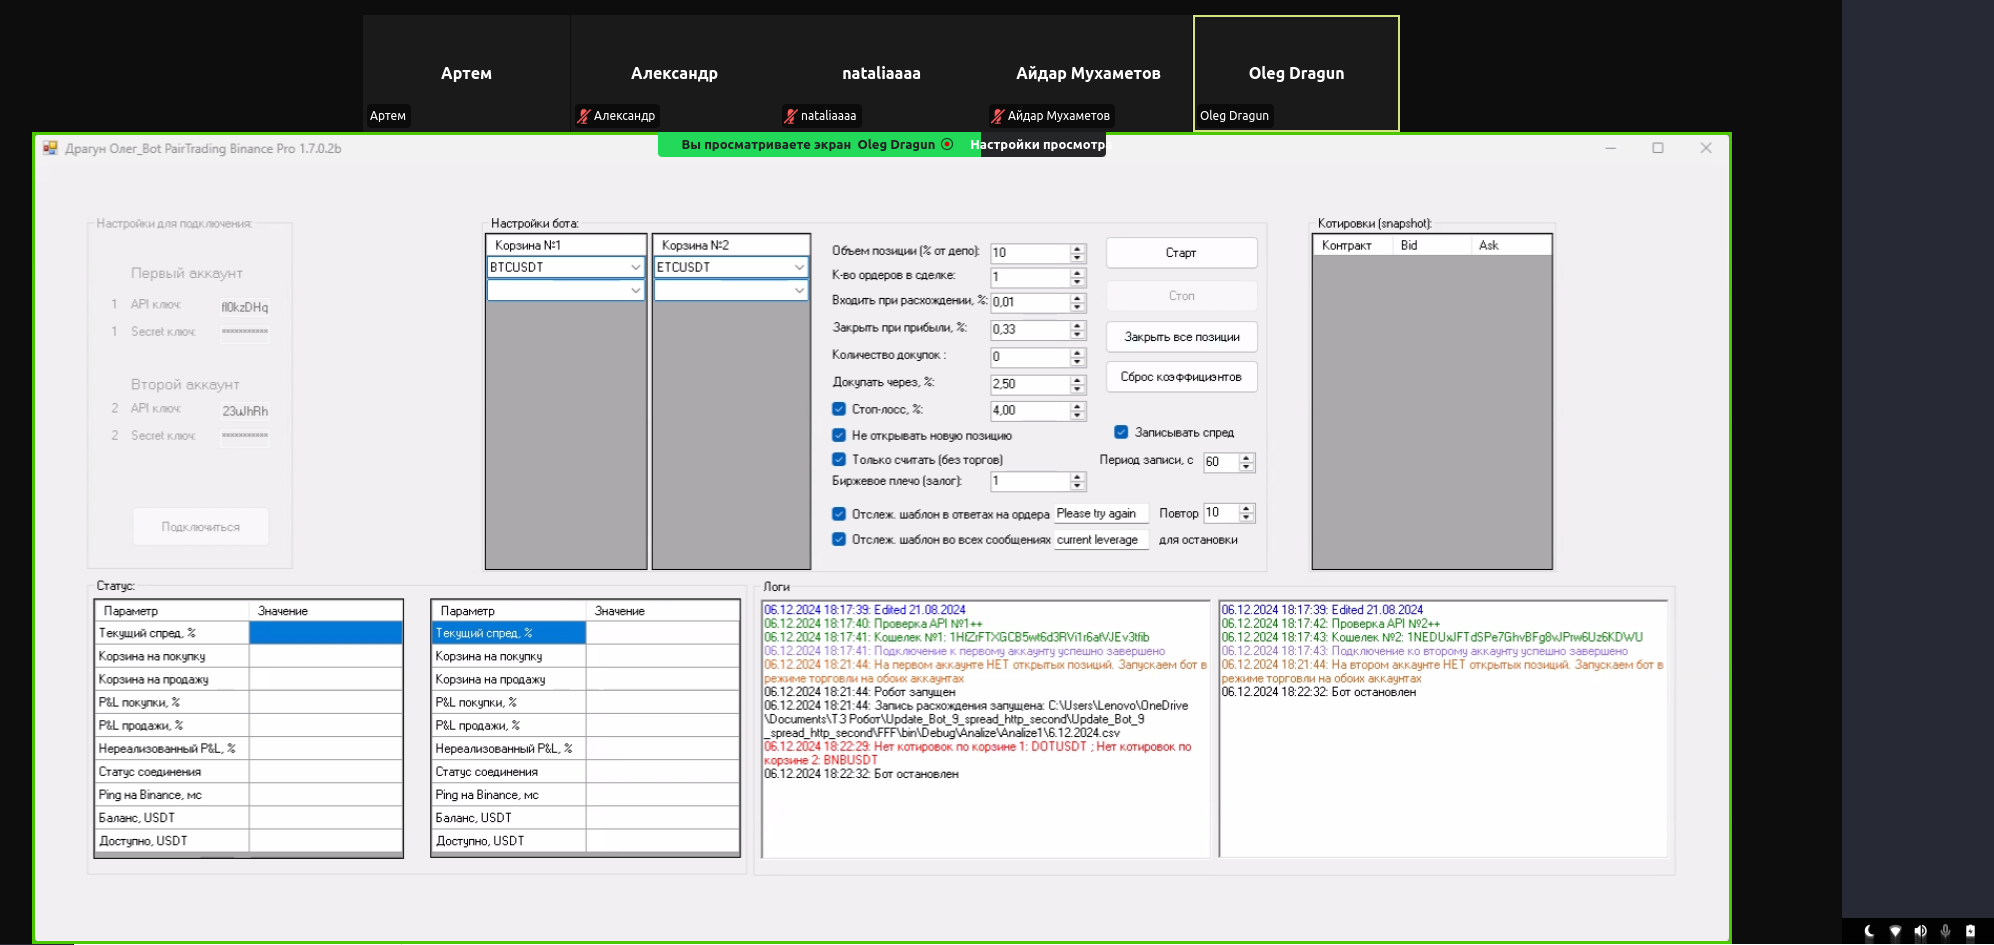 Артем
Александр
nataliaaaa
Айдар Мухаметов
Oleg Dragun
Артем
Александр
nataliaaaa
Айдар Мухаметов
Oleg Dragun
Драгун Олег_Bot PairTrading Binance Pro 1.7.0.2b
Вы просматриваете экран Oleg Dragun
Настройки просмотра
Настройки для подключения:
Первый аккаунт
1 API ключ: fl0kzDHq
1 Secret ключ: ***********
Второй аккаунт
2 API ключ: 23wJhRh
2 Secret ключ: ***********
Подключиться
Настройки бота:
Корзина №1
BTCUSDT
Корзина №2
ETCUSDT
Объем позиции (% от депо): 10
К-во ордеров в сделке: 1
Входить при расхождении, %: 0,01
Закрыть при прибыли, %: 0,33
Количество докупок : 0
Докупать через, %: 2,50
Стоп-лосс, %: 4,00
Не открывать новую позицию
Только считать (без торгов)
Биржевое плечо (залог): 1
Отслеж. шаблон в ответах на ордера Please try again Повтор 10
Отслеж. шаблон во всех сообщениях current leverage для остановки
Старт
Стоп
Закрыть все позиции
Сброс коэффициэнтов
Записывать спред
Период записи, с 60
Котировки (snapshot):
Контракт Bid Ask
Статус:
Параметр Значение
Текущий спред, %
Корзина на покупку
Корзина на продажу
P&L покупки, %
P&L продажи, %
Нереализованный P&L, %
Статус соединения
Ping на Binance, мс
Баланс, USDT
Доступно, USDT
Параметр Значение
Текущий спред, %
Корзина на покупку
Корзина на продажу
P&L покупки, %
P&L продажи, %
Нереализованный P&L, %
Статус соединения
Ping на Binance, мс
Баланс, USDT
Доступно, USDT
Логи
06.12.2024 18:17:39: Edited 21.08.2024
06.12.2024 18:17:40: Проверка API №1++
06.12.2024 18:17:41: Кошелек №1: 1HfZrFTXGCB5wt6d3RVi1r6atVJEv3tfib
06.12.2024 18:17:41: Подключение к первому аккаунту успешно завершено
06.12.2024 18:21:44: На первом аккаунте НЕТ открытых позиций. Запускаем бот в
режиме торговли на обоих аккаунтах
06.12.2024 18:21:44: Робот запущен
06.12.2024 18:21:44: Запись расхождения запущена: C:\Users\Lenovo\OneDrive
\Documents\ТЗ Робот\Update_Bot_9_spread_http_second\Update_Bot_9
_spread_http_second\FFF\bin\Debug\Analize\Analize1\6.12.2024.csv
06.12.2024 18:22:29: Нет котировок по корзине 1: DOTUSDT ; Нет котировок по
корзине 2: BNBUSDT
06.12.2024 18:22:32: Бот остановлен
06.12.2024 18:17:39: Edited 21.08.2024
06.12.2024 18:17:42: Проверка API №2++
06.12.2024 18:17:43: Кошелек №2: 1NEDUxJFTdSPe7GhvBFg8vJPrw6Uz6KDWU
06.12.2024 18:17:43: Подключение ко второму аккаунту успешно завершено
06.12.2024 18:21:44: На втором аккаунте НЕТ открытых позиций. Запускаем бот в
режиме торговли на обоих аккаунтах
06.12.2024 18:22:32: Бот остановлен